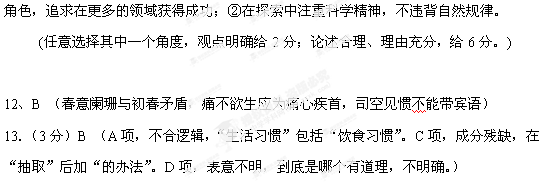 角色，追求在更多的领域获得成功；②在探索中注重科学精神，不违背自然规律。
(任意选择其中一个角度，观点明确给 2 分；论述合理、理由充分，给 6 分。)
12、B （春意阑珊与初春矛盾，痛不欲生应为痛心疾首，司空见惯不能带宾语）
13.（3 分）B （A 项，不合逻辑，“生活习惯”包括“饮食习惯”。C 项，成分残缺，在
“抽取”后加“的办法”。D 项，表意不明，到底是哪个有道理，不明确。）